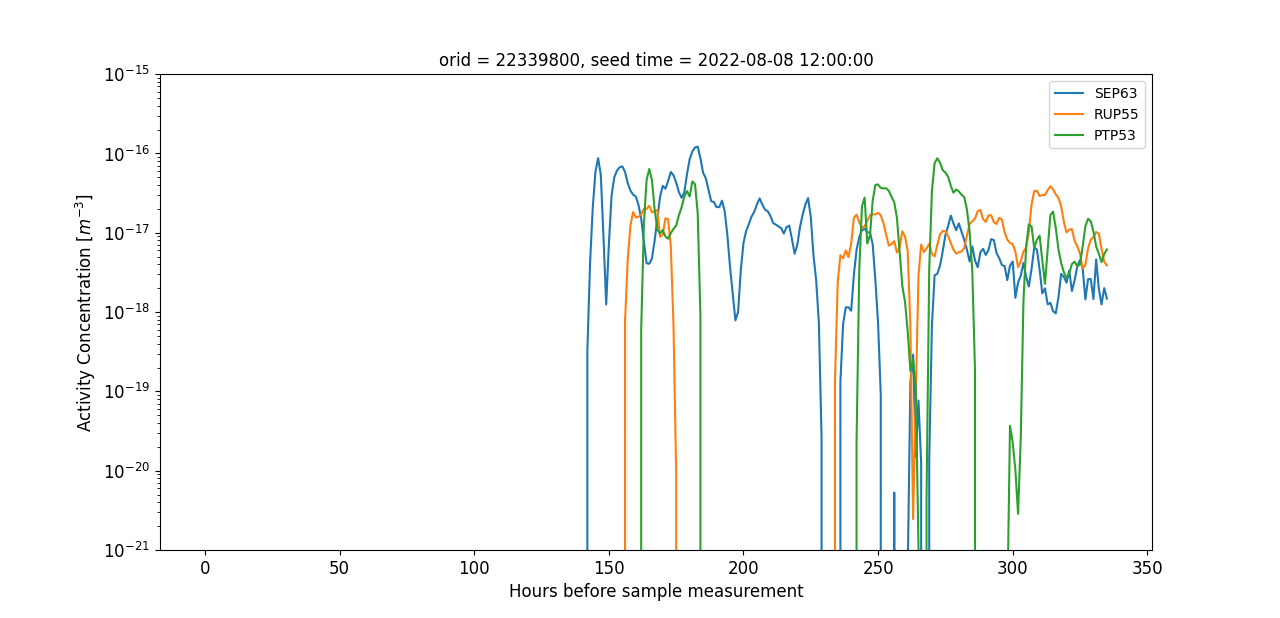 orid = 22339800, seed time = 2022-08-08 12:00:00
Activity Concentration [m⁻³]
10⁻¹⁵
10⁻¹⁶
10⁻¹⁷
10⁻¹⁸
10⁻¹⁹
10⁻²⁰
10⁻²¹
SEP63
RUP55
PTP53
0 50 100 150 200 250 300 350
Hours before sample measurement